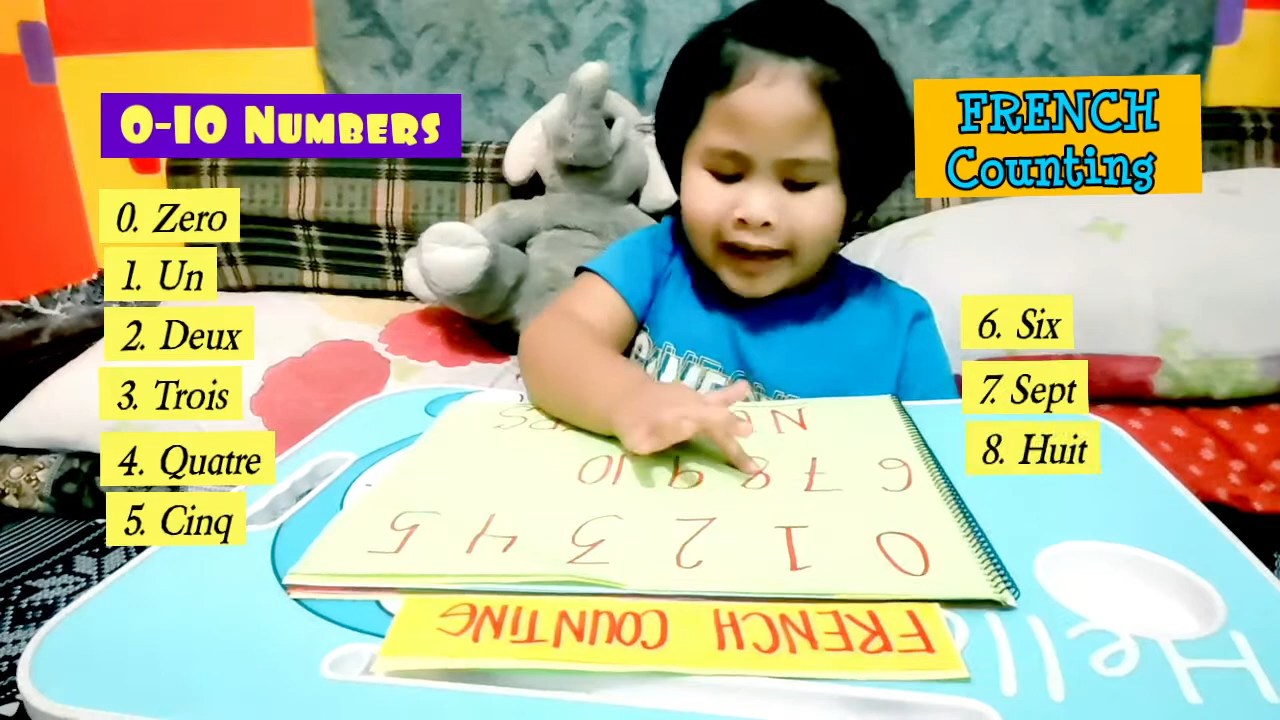 0-10 NUMBERS
FRENCH
Counting
0. Zero
1. Un
2. Deux
3. Trois
4. Quatre
5. Cinq
6. Six
7. Sept
8. Huit
FRENCH COUNTING
0 1 2 3 4 5
6 7 8 9 10
Hello